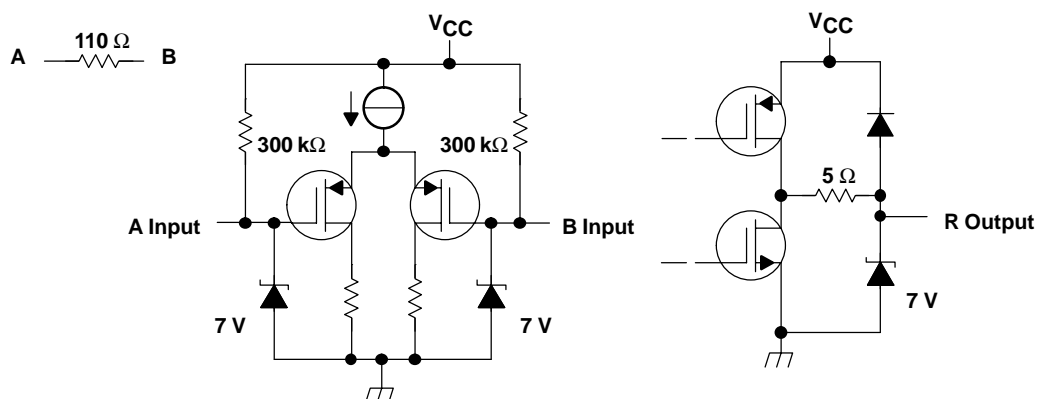 A 110 Ω B
VCC
300 kΩ 300 kΩ
A Input B Input
7 V 7 V
VCC
5 Ω
R Output
7 V